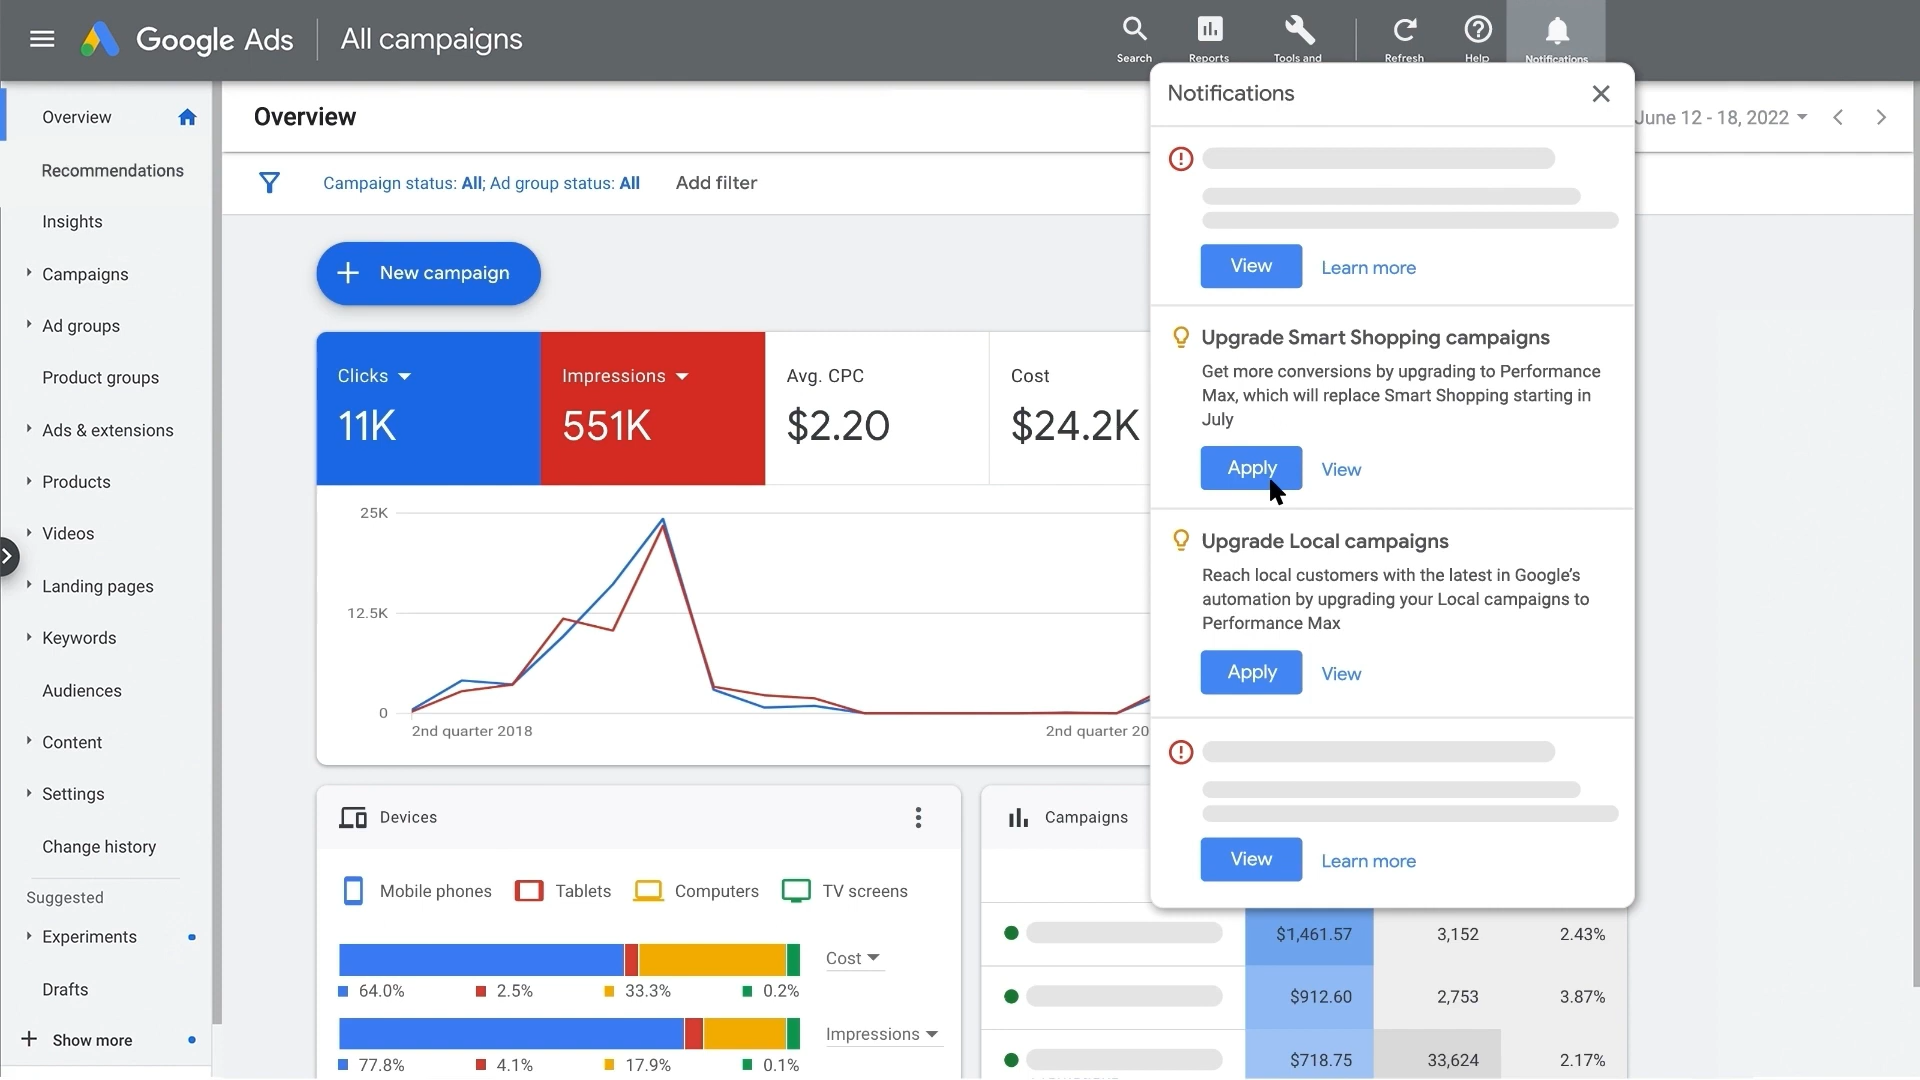 Google Ads
All campaigns
Search
Reports
Tools and
Refresh
Help
Notifications
Overview
Recommendations
Insights
Campaigns
Ad groups
Product groups
Ads & extensions
Products
Videos
Landing pages
Keywords
Audiences
Content
Settings
Change history
Suggested
Experiments
Drafts
Show more
Overview
June 12 - 18, 2022
Campaign status: All; Ad group status: All
Add filter
New campaign
Clicks
11K
Impressions
551K
Avg. CPC
$2.20
Cost
$24.2K
25K
12.5K
0
2nd quarter 2018
2nd quarter 20
Devices
Mobile phones
Tablets
Computers
TV screens
Cost
64.0%
2.5%
33.3%
0.2%
Impressions
77.8%
4.1%
17.9%
0.1%
Campaigns
$1,461.57
3,152
2.43%
$912.60
2,753
3.87%
$718.75
33,624
2.17%
Notifications
View
Learn more
Upgrade Smart Shopping campaigns
Get more conversions by upgrading to Performance
Max, which will replace Smart Shopping starting in
July
Apply
View
Upgrade Local campaigns
Reach local customers with the latest in Google’s
automation by upgrading your Local campaigns to
Performance Max
Apply
View
View
Learn more